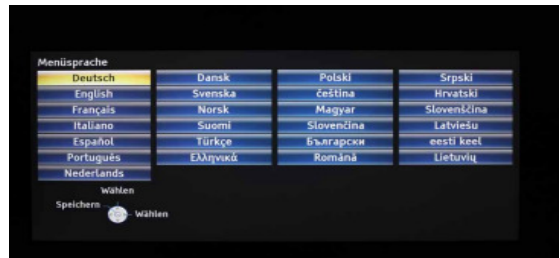 Menüsprache
Deutsch Dansk Polski Srpski
English Svenska čeština Hrvatski
Français Norsk Magyar Slovenščina
Italiano Suomi Slovenčina Latviešu
Español Türkçe Български eesti keel
Português Ελληνικά Română Lietuvių
Nederlands
Wählen
Speichern
Wählen